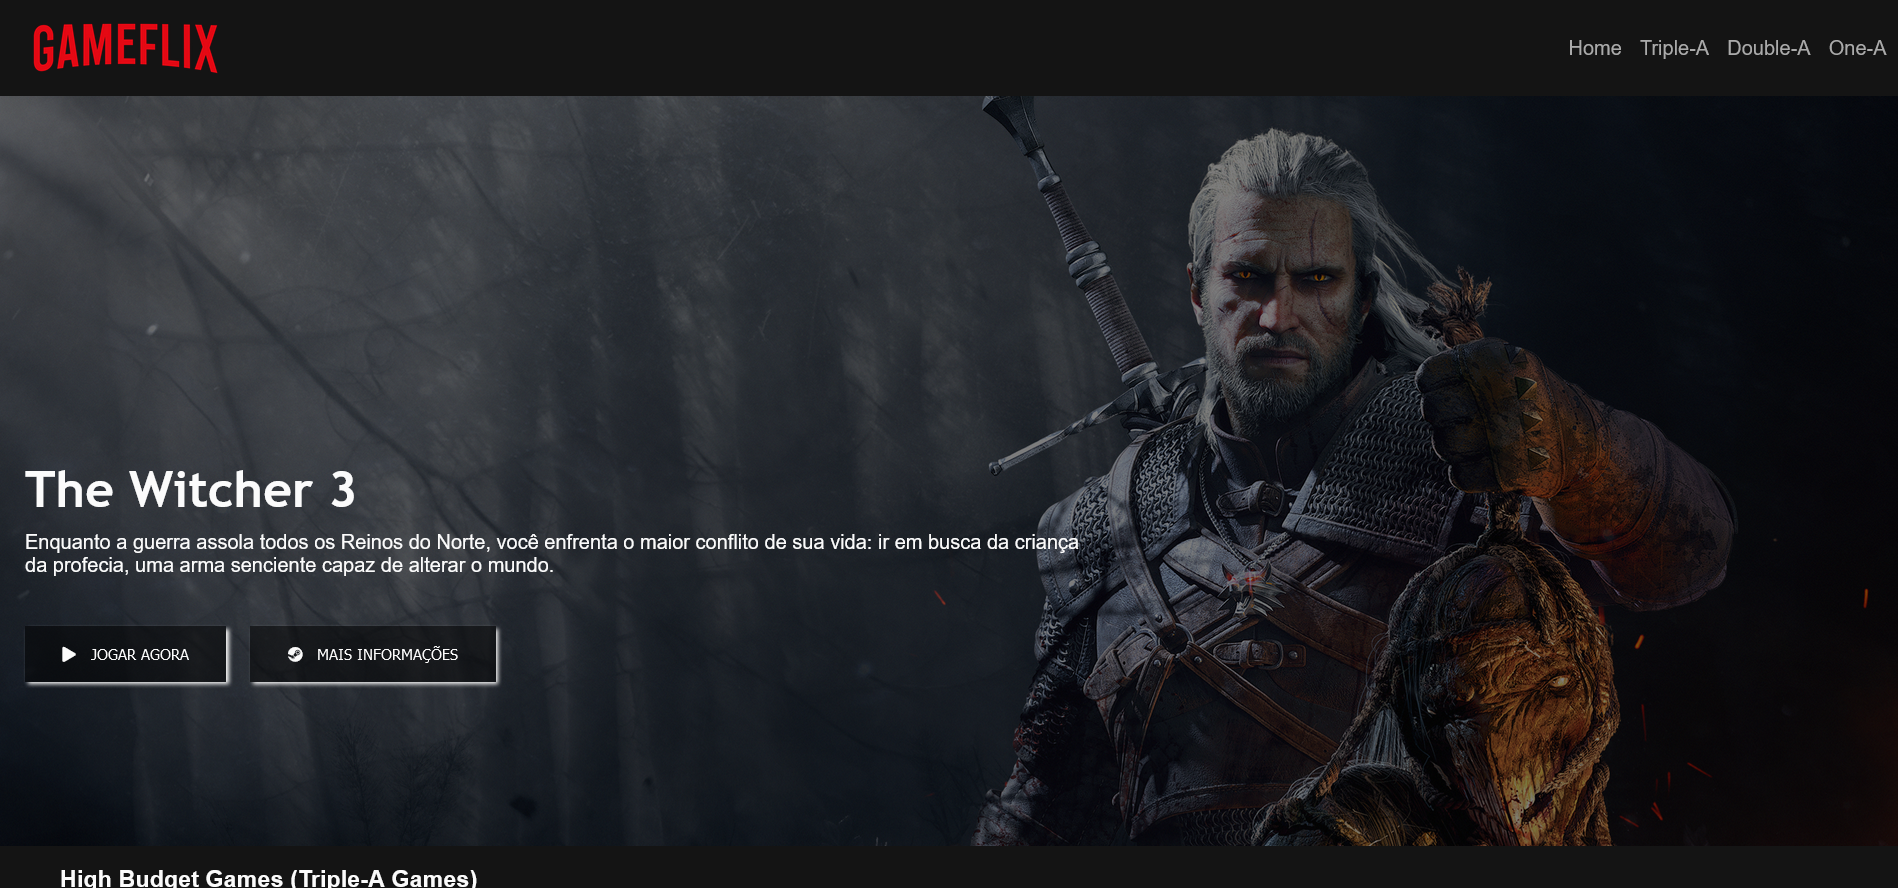 GAMEFLIX
Home Triple-A Double-A One-A
The Witcher 3
Enquanto a guerra assola todos os Reinos do Norte, você enfrenta o maior conflito de sua vida: ir em busca da criança
da profecia, uma arma senciente capaz de alterar o mundo.
JOGAR AGORA
MAIS INFORMAÇÕES
High Budget Games (Triple-A Games)